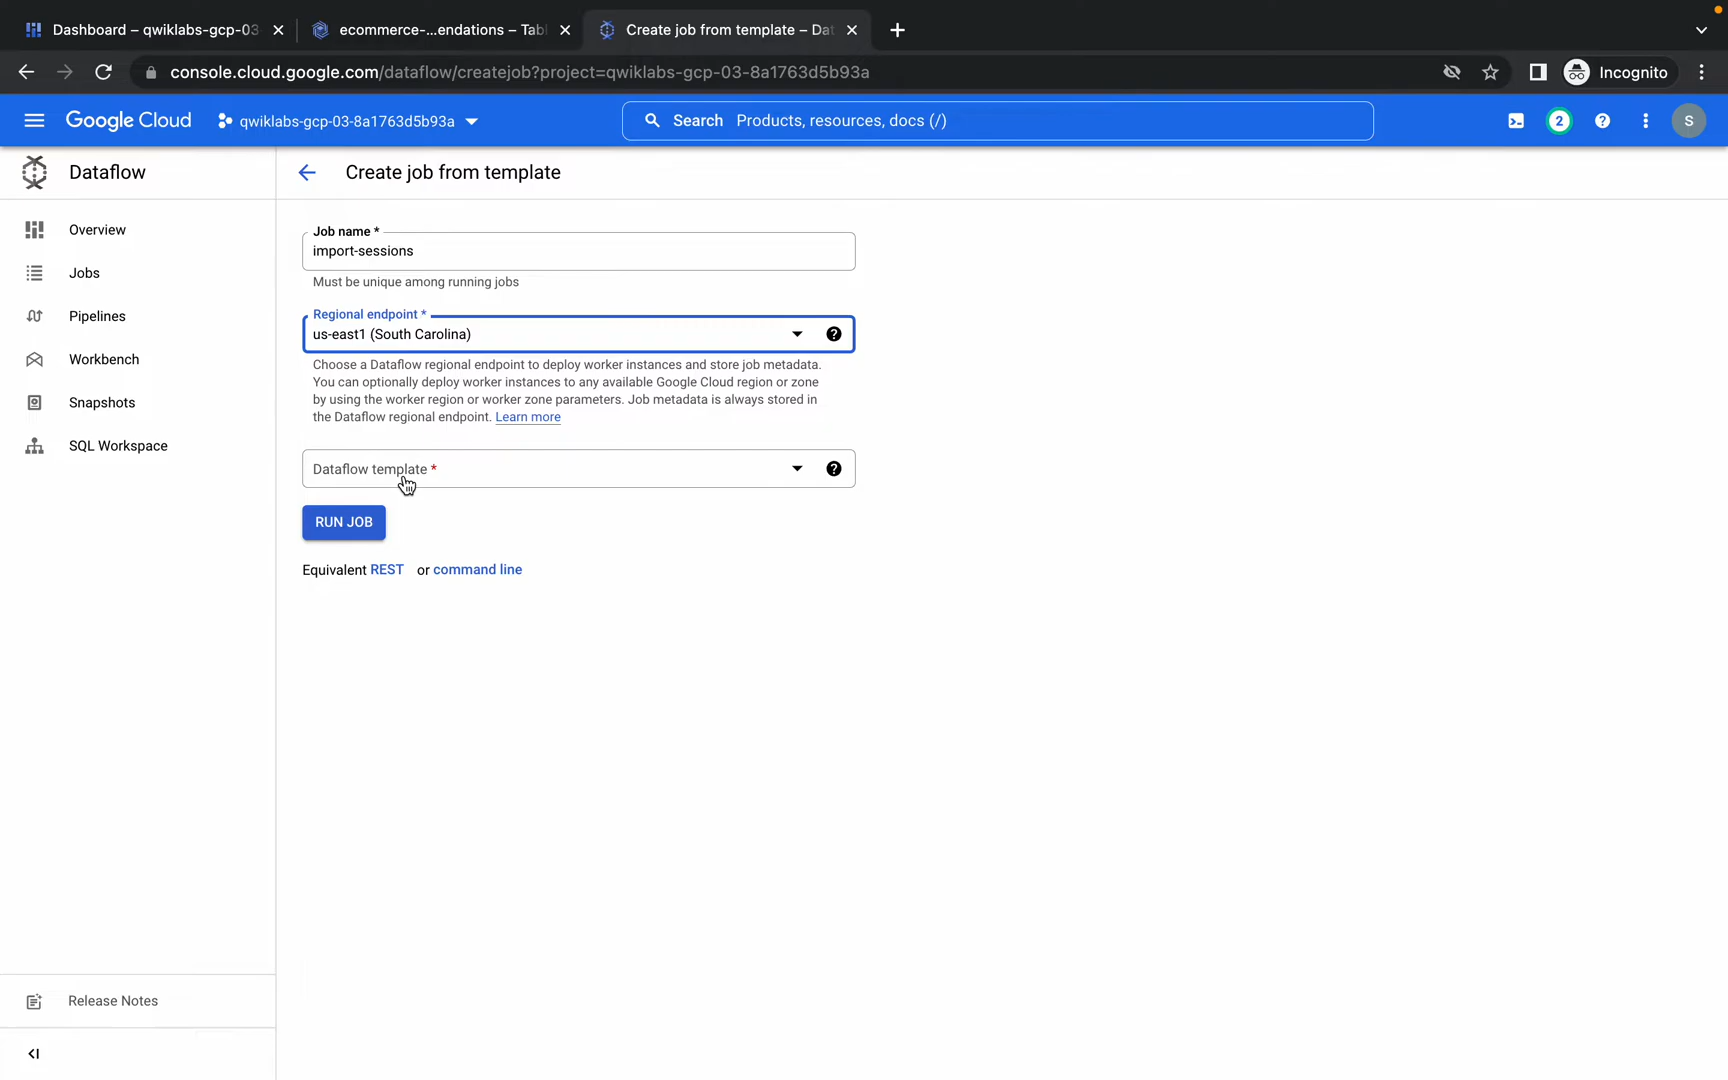 Dashboard – qwiklabs-gcp-03
ecommerce-...endations – Tabl
Create job from template – Dat
console.cloud.google.com/dataflow/createjob?project=qwiklabs-gcp-03-8a1763d5b93a
Incognito
Google Cloud
qwiklabs-gcp-03-8a1763d5b93a
Search Products, resources, docs (/)
2
S
Dataflow
Create job from template
Overview
Jobs
Pipelines
Workbench
Snapshots
SQL Workspace
Job name *
import-sessions
Must be unique among running jobs
Regional endpoint *
us-east1 (South Carolina)
Choose a Dataflow regional endpoint to deploy worker instances and store job metadata.
You can optionally deploy worker instances to any available Google Cloud region or zone
by using the worker region or worker zone parameters. Job metadata is always stored in
the Dataflow regional endpoint. Learn more
Dataflow template *
RUN JOB
Equivalent REST or command line
Release Notes